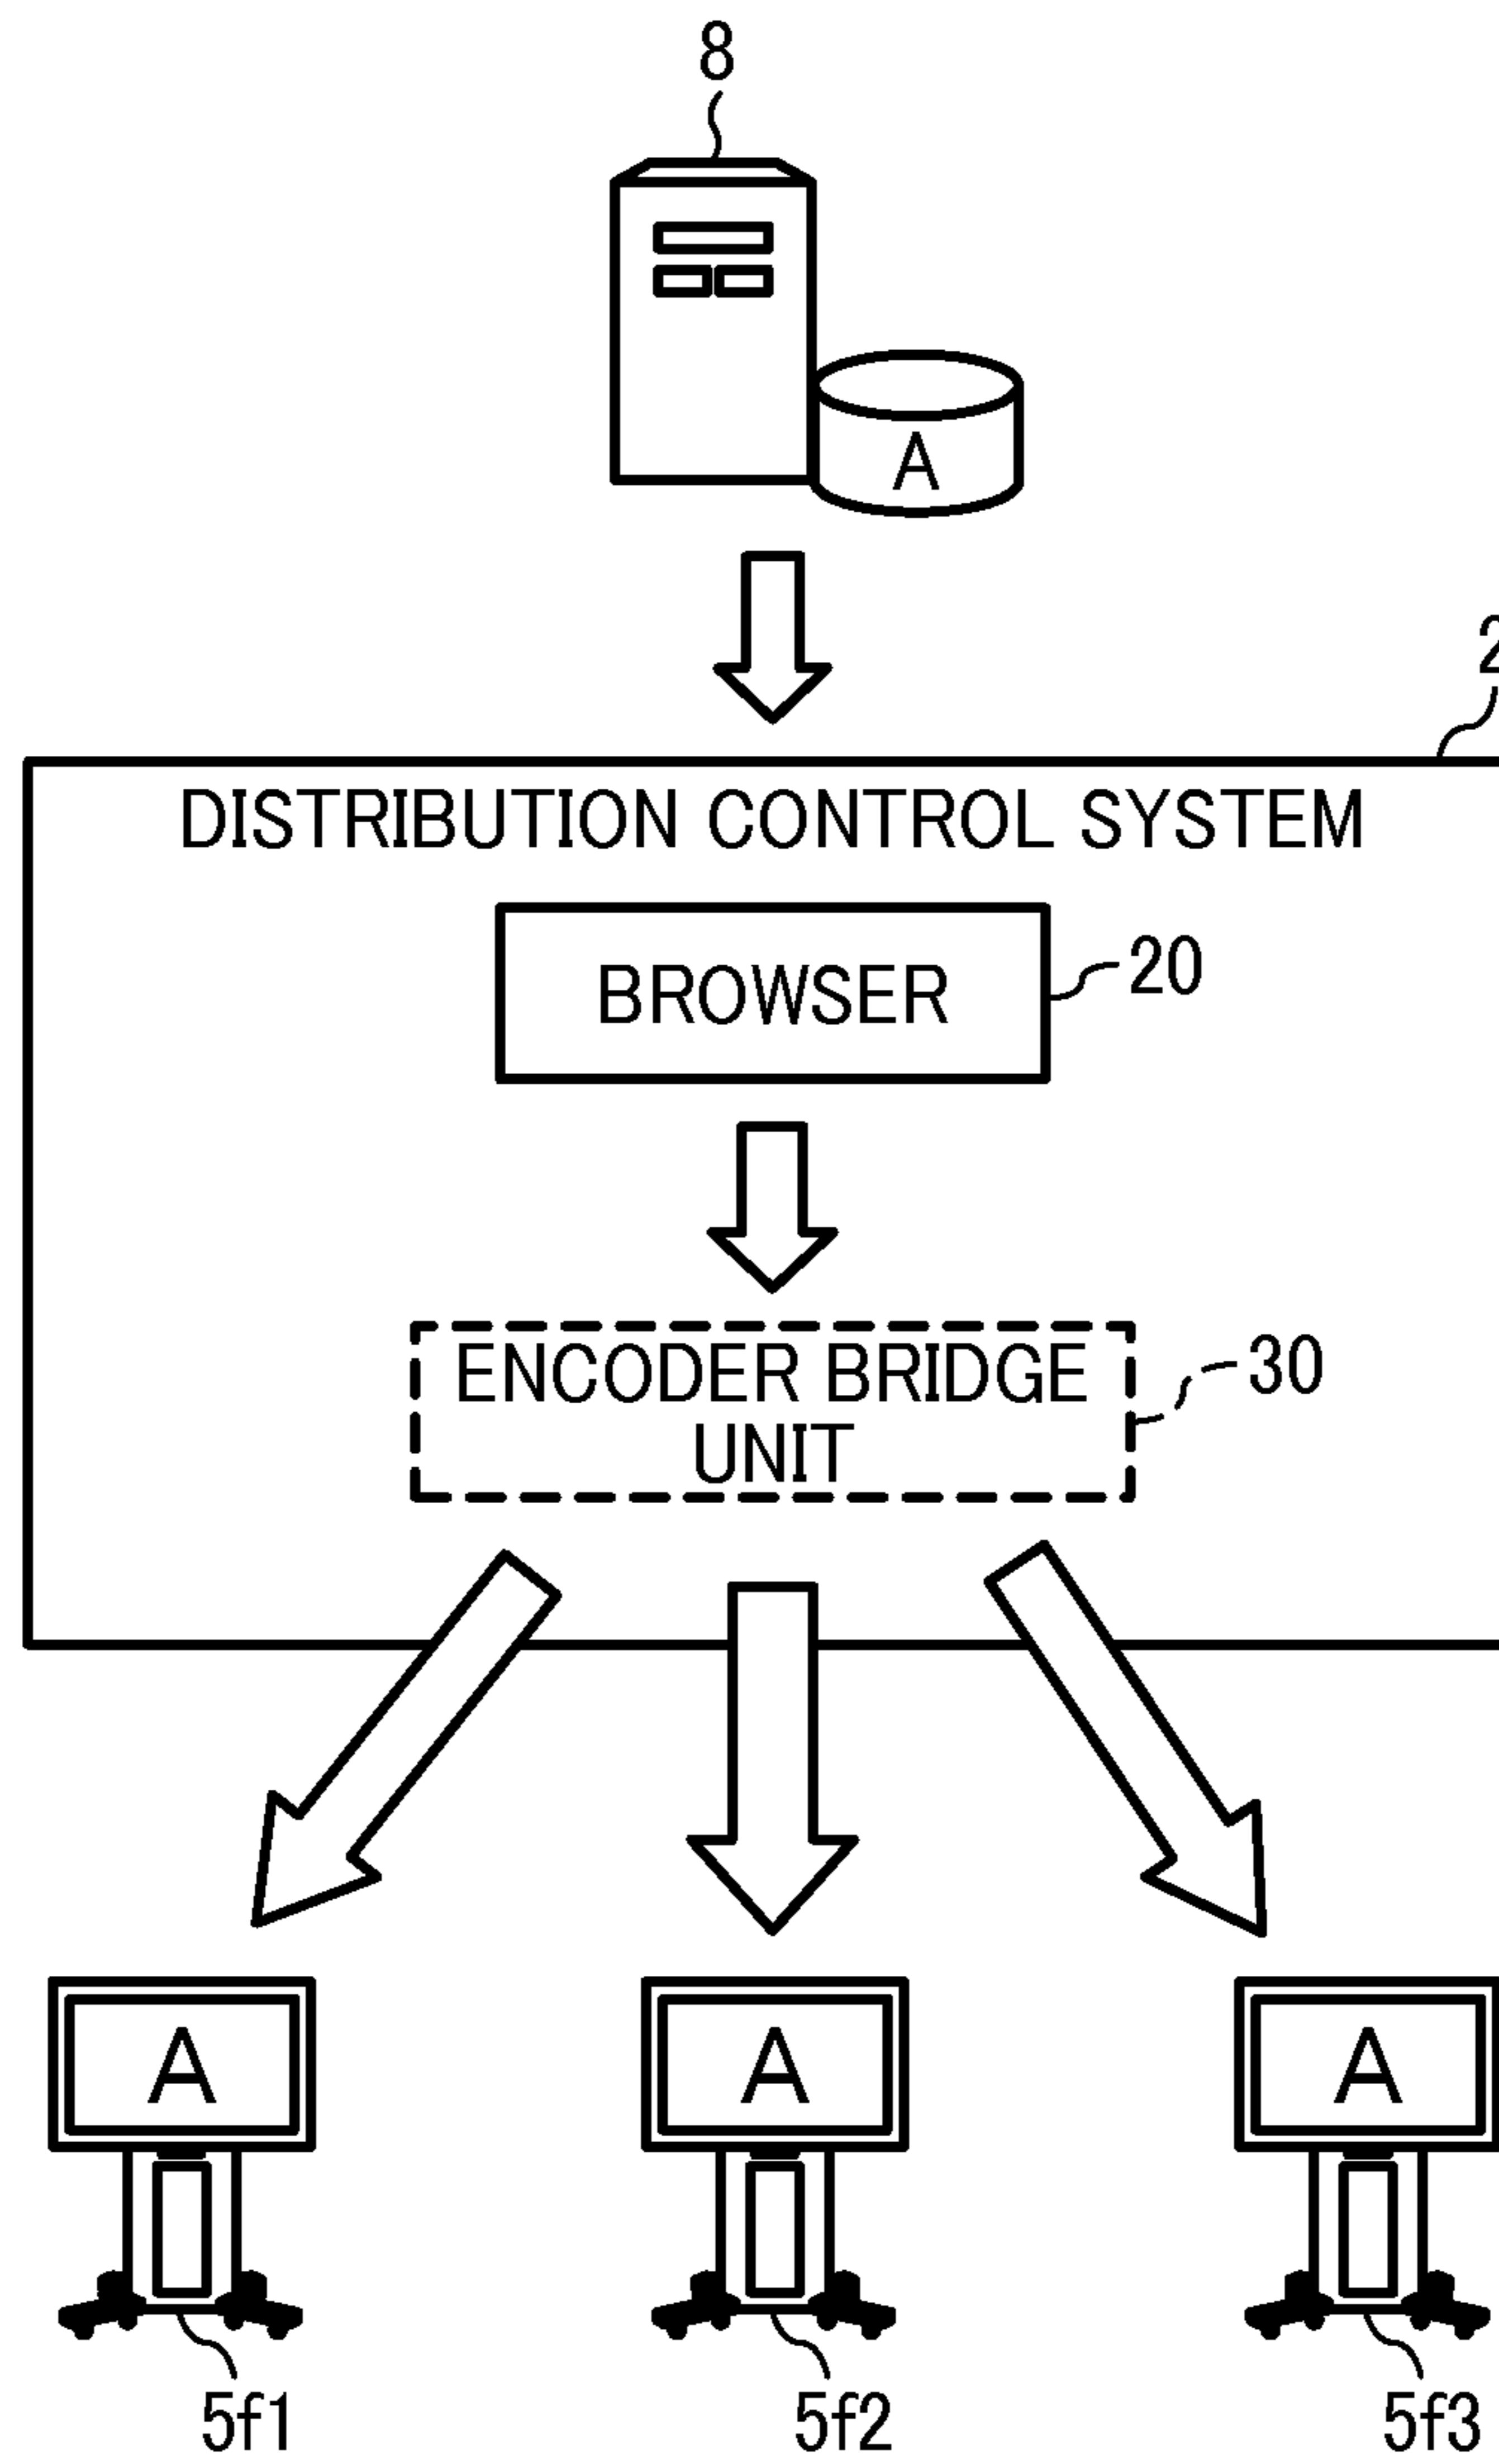 8
A
2
DISTRIBUTION CONTROL SYSTEM
BROWSER
20
ENCODER BRIDGE
UNIT
30
A
A
A
5f1
5f2
5f3